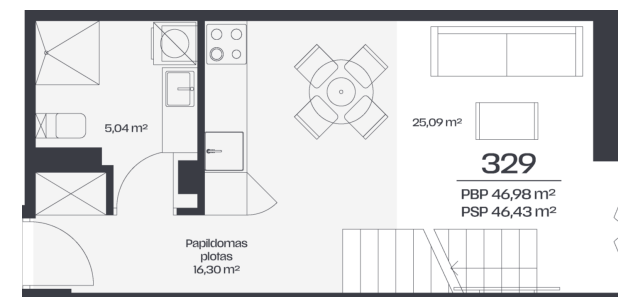 5,04 m²
25,09 m²
329
PBP 46,98 m²
PSP 46,43 m²
Papildomas
plotas
16,30 m²